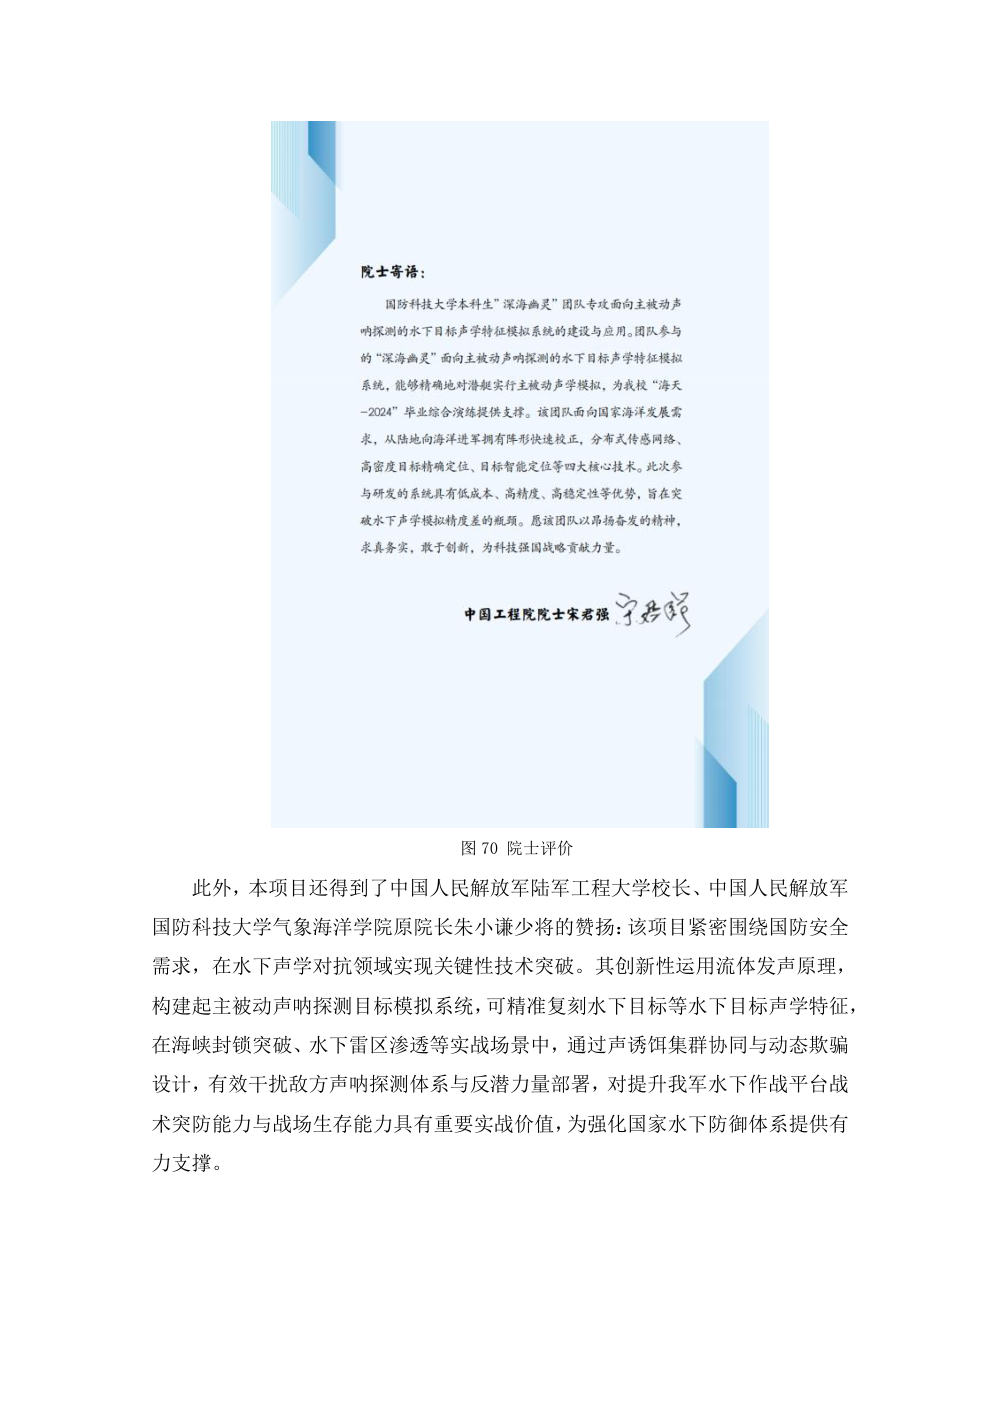 院士寄语：
国防科技大学本科生”深海幽灵”团队专攻面向主被动声
呐探测的水下目标声学特征模拟系统的建设与应用。团队参与
的“深海幽灵”面向主被动声呐探测的水下目标声学特征模拟
系统，能够精确地对潜艇实行主被动声学模拟，为我校“海天
-2024”毕业综合演练提供支撑。该团队面向国家海洋发展需
求，从陆地向海洋进军拥有阵形快速校正，分布式传感网络、
高密度目标精确定位、目标智能定位等四大核心技术。此次参
与研发的系统具有低成本、高精度、高稳定性等优势，旨在突
破水下声学模拟精度差的瓶颈。愿该团队以昂扬奋发的精神，
求真务实，敢于创新，为科技强国战略贡献力量。
中国工程院院士宋君强 宋君强
图 70 院士评价
此外，本项目还得到了中国人民解放军陆军工程大学校长、中国人民解放军
国防科技大学气象海洋学院原院长朱小谦少将的赞扬：该项目紧密围绕国防安全
需求，在水下声学对抗领域实现关键性技术突破。其创新性运用流体发声原理，
构建起主被动声呐探测目标模拟系统，可精准复刻水下目标等水下目标声学特征，
在海峡封锁突破、水下雷区渗透等实战场景中，通过声诱饵集群协同与动态欺骗
设计，有效干扰敌方声呐探测体系与反潜力量部署，对提升我军水下作战平台战
术突防能力与战场生存能力具有重要实战价值，为强化国家水下防御体系提供有
力支撑。